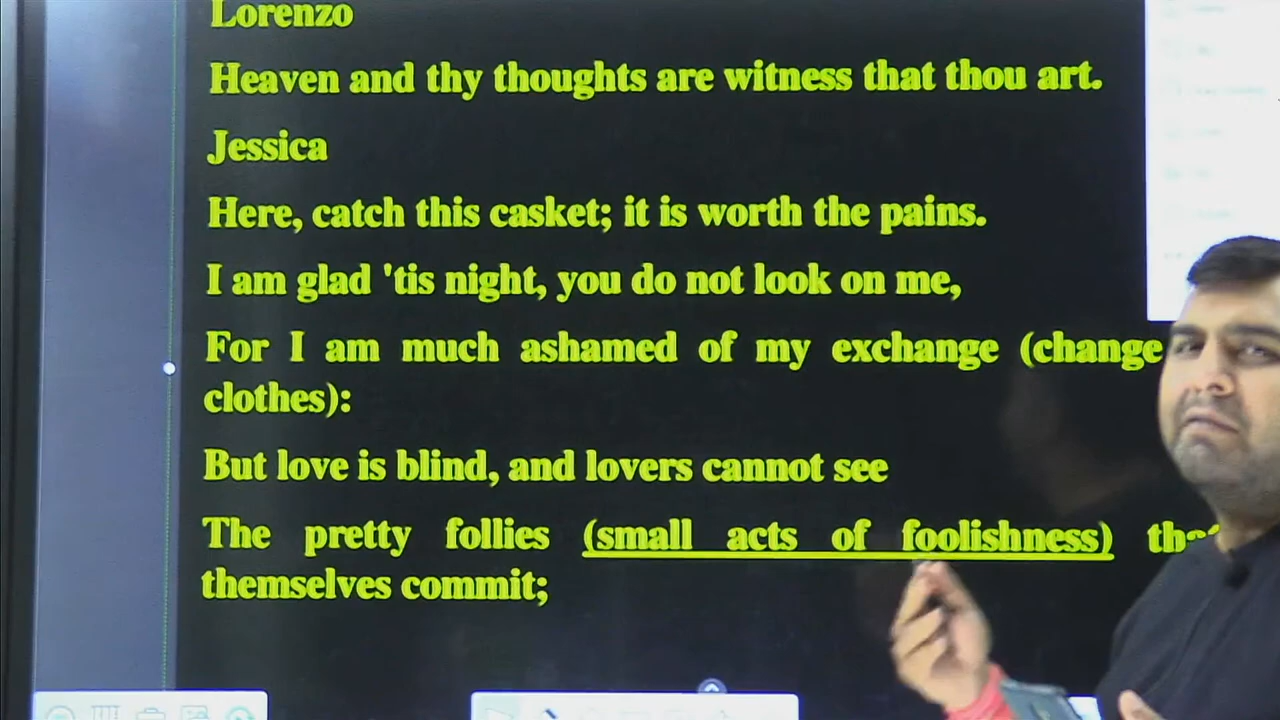 Lorenzo
Heaven and thy thoughts are witness that thou art.
Jessica
Here, catch this casket; it is worth the pains.
I am glad 'tis night, you do not look on me,
For I am much ashamed of my exchange (change
clothes):
But love is blind, and lovers cannot see
The pretty follies (small acts of foolishness)
themselves commit;